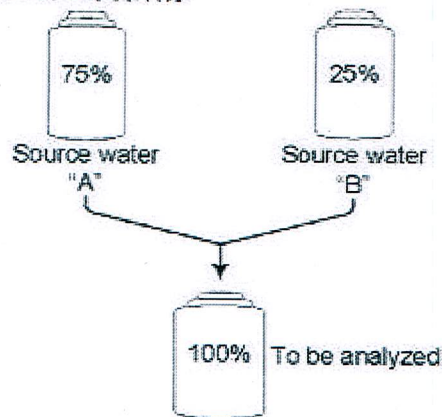 75%
25%
Source water
"A"
Source water
"B"
100%
To be analyzed